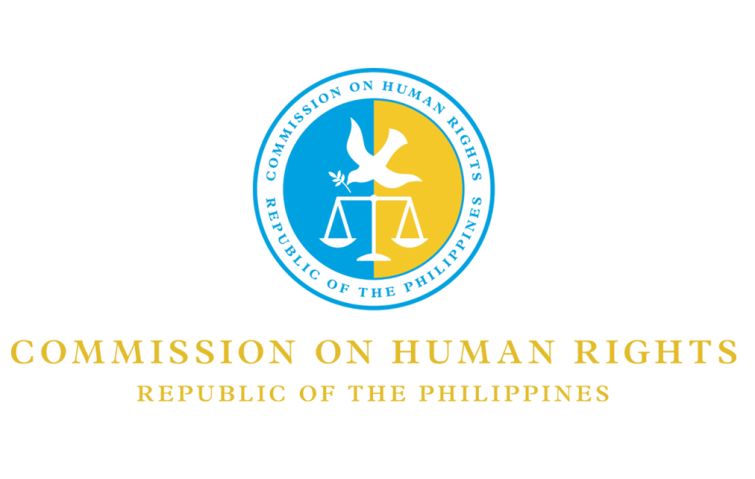 COMMISSION ON HUMAN RIGHTS
REPUBLIC OF THE PHILIPPINES
COMMISSION ON HUMAN RIGHTS
REPUBLIC OF THE PHILIPPINES